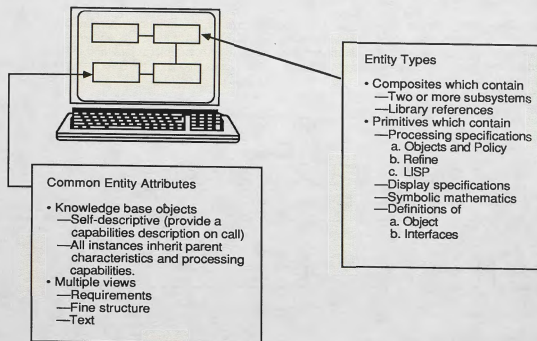 Entity Types
• Composites which contain
—Two or more subsystems
—Library references
• Primitives which contain
—Processing specifications
a. Objects and Policy
b. Refine
c. LISP
—Display specifications
—Symbolic mathematics
—Definitions of
a. Object
b. Interfaces
Common Entity Attributes
• Knowledge base objects
—Self-descriptive (provide a
capabilities description on call)
—All instances inherit parent
characteristics and processing
capabilities.
• Multiple views
—Requirements
—Fine structure
—Text